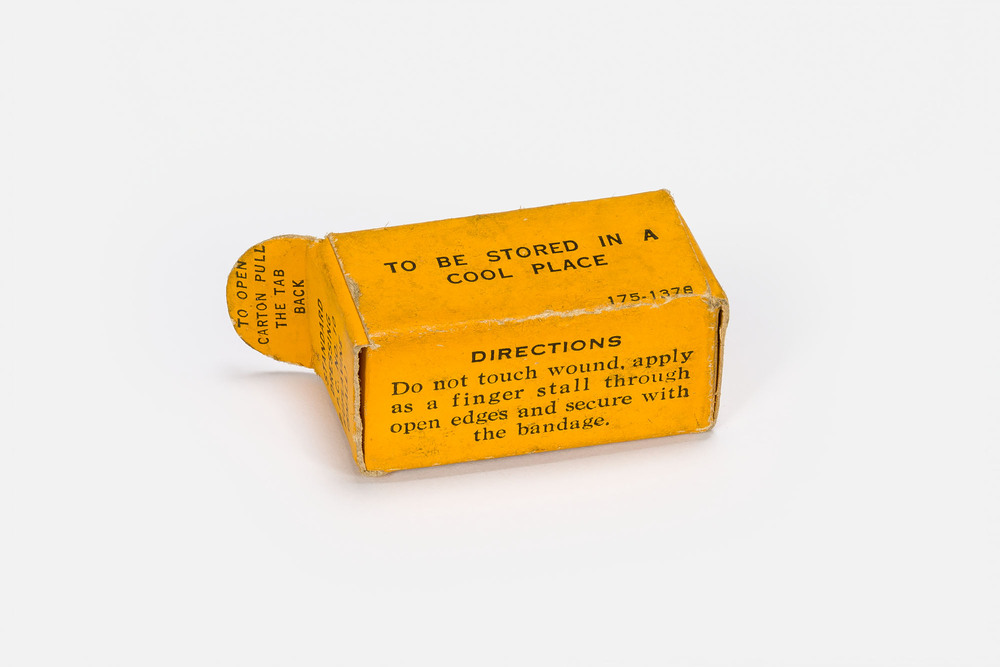 TO OPEN
CARTON PULL
THE TAB
BACK
TO BE STORED IN A
COOL PLACE
175-1378
DIRECTIONS
Do not touch wound, apply
as a finger stall through
open edges and secure with
the bandage.